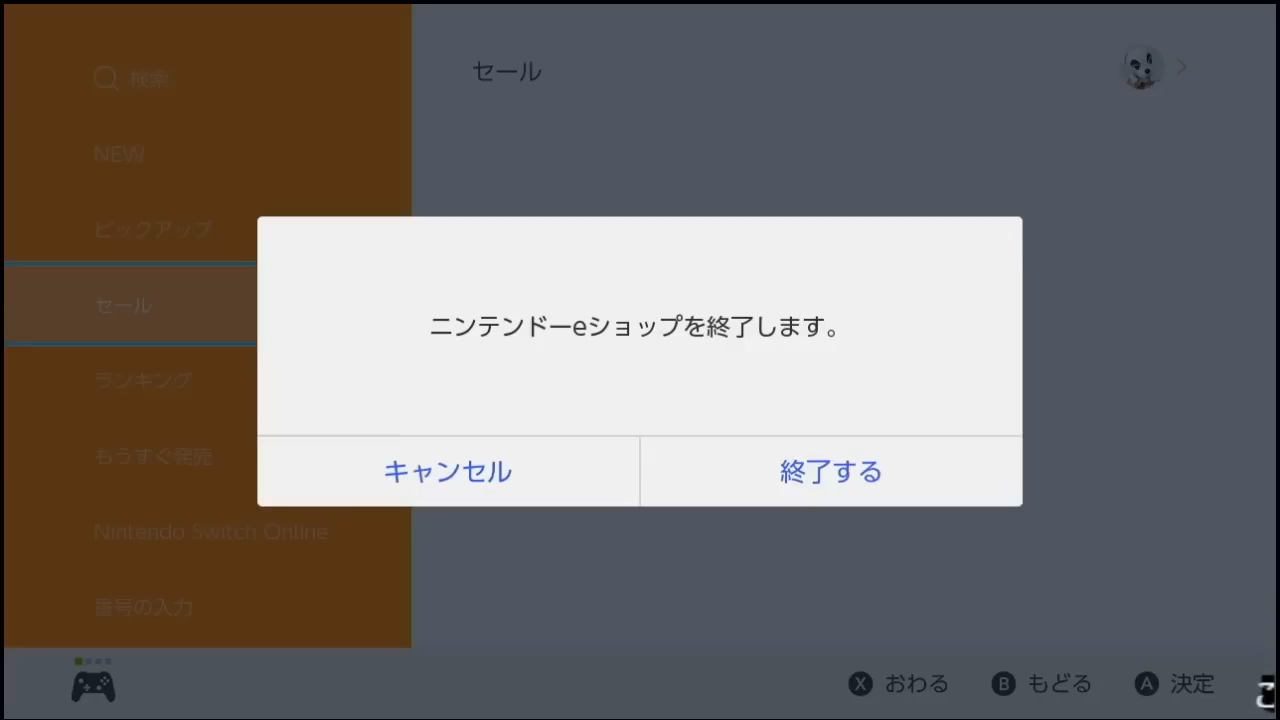 検索
セール
NEW
ピックアップ
セール
ランキング
もうすぐ発売
Nintendo Switch Online
番号の入力
ニンテンドーeショップを終了します。
キャンセル
終了する
X おわる
B もどる
A 決定